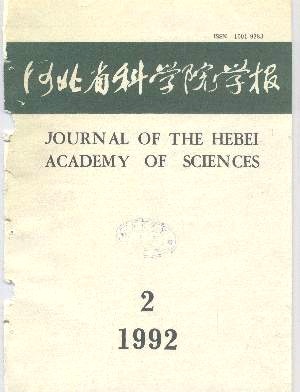 河北省科学院学报
JOURNAL OF THE HEBEI
ACADEMY OF SCIENCES
2
1992